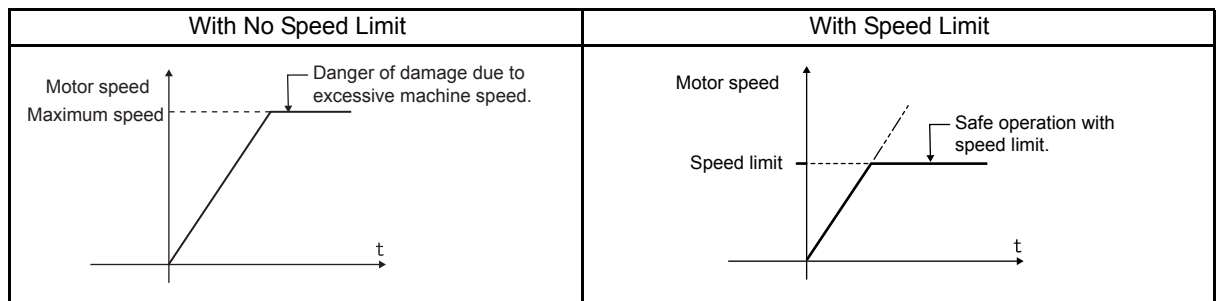 With No Speed Limit
With Speed Limit
Motor speed
Maximum speed
Danger of damage due to
excessive machine speed.
t
Motor speed
Speed limit
Safe operation with
speed limit.
t